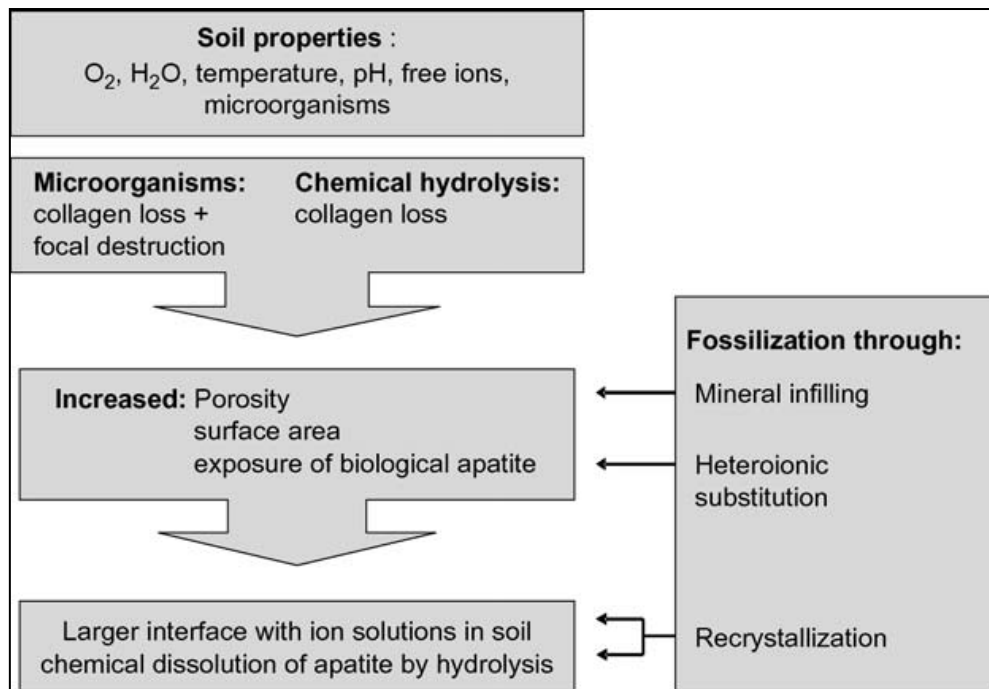 Soil properties :
O₂, H₂O, temperature, pH, free ions,
microorganisms
Microorganisms:
collagen loss +
focal destruction
Chemical hydrolysis:
collagen loss
Increased: Porosity
surface area
exposure of biological apatite
Larger interface with ion solutions in soil
chemical dissolution of apatite by hydrolysis
Fossilization through:
Mineral infilling
Heteroionic
substitution
Recrystallization